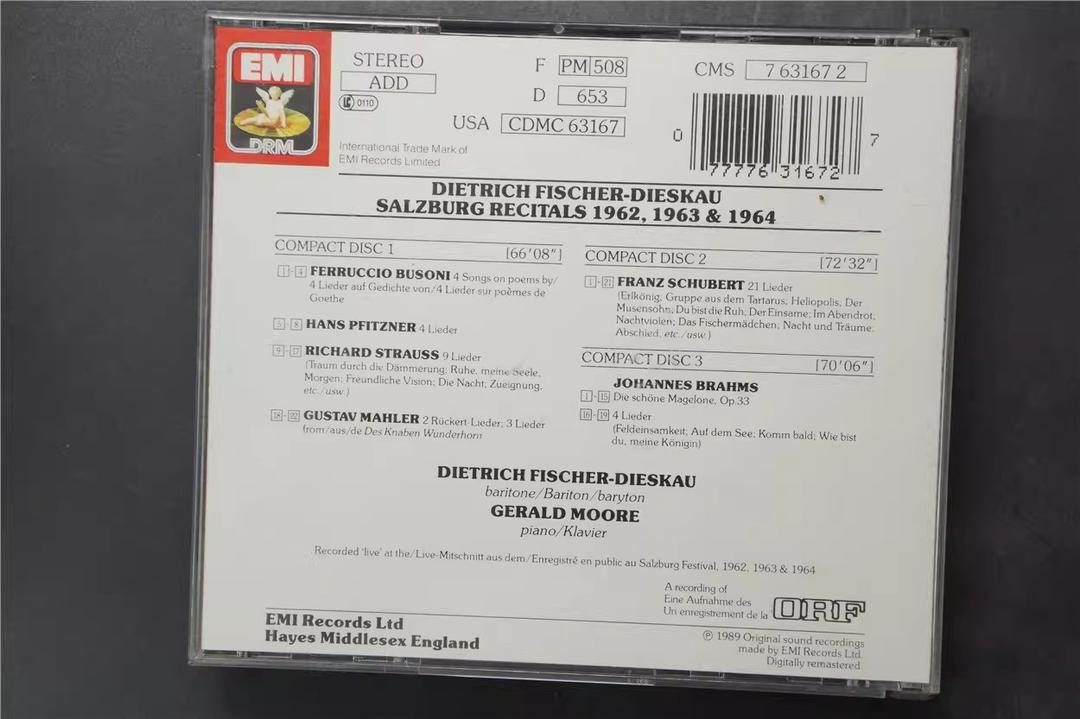 EMI
DRM
STEREO
ADD
LC 0110
International Trade Mark of
EMI Records Limited
F PM 508
D 653
USA CDMC 63167
CMS 7 63167 2
0 77776 31672 7
DIETRICH FISCHER-DIESKAU
SALZBURG RECITALS 1962, 1963 & 1964
COMPACT DISC 1 [66'08"]
1-4 FERRUCCIO BUSONI 4 Songs on poems by/
4 Lieder auf Gedichte von/4 Lieder sur poèmes de
Goethe
5-8 HANS PFITZNER 4 Lieder
9-17 RICHARD STRAUSS 9 Lieder
(Traum durch die Dämmerung; Ruhe, meine Seele,
Morgen; Freundliche Vision; Die Nacht; Zueignung,
etc./usw.)
18-22 GUSTAV MAHLER 2 Rückert-Lieder; 3 Lieder
from/aus/de Des Knaben Wunderhorn
COMPACT DISC 2 [72'32"]
1-21 FRANZ SCHUBERT 21 Lieder
(Erlkönig; Gruppe aus dem Tartarus; Heliopolis; Der
Musensohn; Du bist die Ruh; Der Einsame; Im Abendrot;
Nachtviolen; Das Fischermädchen; Nacht und Träume;
Abschied, etc./usw.)
COMPACT DISC 3 [70'06"]
JOHANNES BRAHMS
1-15 Die schöne Magelone, Op.33
16-19 4 Lieder
(Feldeinsamkeit; Auf dem See; Komm bald; Wie bist
du, meine Königin)
DIETRICH FISCHER-DIESKAU
baritone/Bariton/baryton
GERALD MOORE
piano/Klavier
Recorded 'live' at the/Live-Mitschnitt aus dem/Enregistré en public au Salzburg Festival, 1962, 1963 & 1964
A recording of
Eine Aufnahme des
Un enregistrement de la ORF
EMI Records Ltd
Hayes Middlesex England
℗ 1989 Original sound recordings
made by EMI Records Ltd.
Digitally remastered.